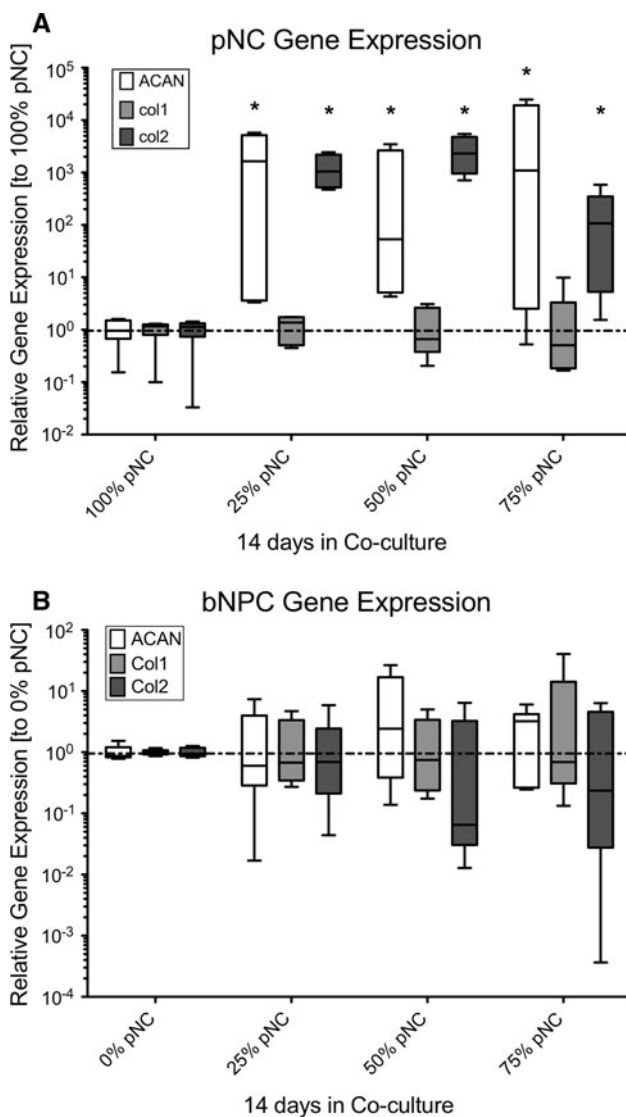 A
pNC Gene Expression
Relative Gene Expression [to 100% pNC]
10^5
10^4
10^3
10^2
10^1
10^0
10^-1
10^-2
ACAN
col1
col2
* * * * * *
100% pNC
25% pNC
50% pNC
75% pNC
14 days in Co-culture
B
bNPC Gene Expression
Relative Gene Expression [to 0% pNC]
10^2
10^1
10^0
10^-1
10^-2
10^-3
10^-4
ACAN
Col1
Col2
0% pNC
25% pNC
50% pNC
75% pNC
14 days in Co-culture